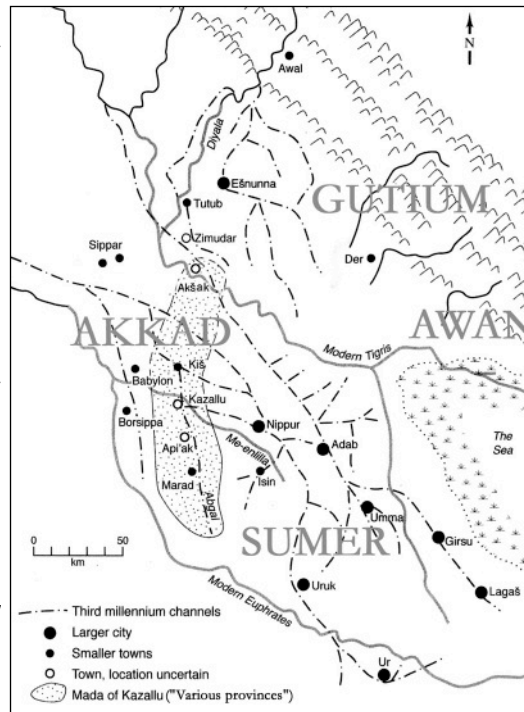 N
Awal
Diyala
Ešnunna
GUTIUM
Tutub
Zimudar
Sippar
Der
Akšak
AKKAD
AWAN
Modern Tigris
Kiš
Babylon
Kazallu
The
Sea
Borsippa
Nippur
Me-enlilla
Adab
Api'ak
Marad
Isin
Abgal
Umma
SUMER
Girsu
0 50
km
Uruk
Lagaš
Modern Euphrates
Ur
Third millennium channels
Larger city
Smaller towns
Town, location uncertain
Mada of Kazallu ("Various provinces")